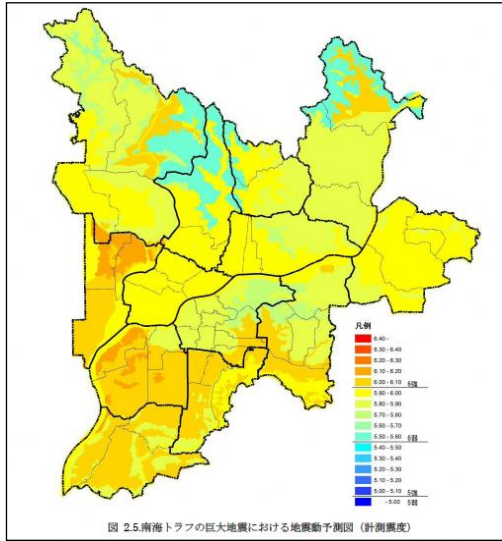 凡例
6.40 -
6.30 - 6.40
6.20 - 6.30
6.10 - 6.20
6.00 - 6.10 6強
5.90 - 6.00
5.80 - 5.90
5.70 - 5.80
5.60 - 5.70
5.50 - 5.60 6弱
5.40 - 5.50
5.30 - 5.40
5.20 - 5.30
5.10 - 5.20
5.00 - 5.10 5強
- 5.00 5弱
図 2.5.南海トラフの巨大地震における地震動予測図（計測震度）